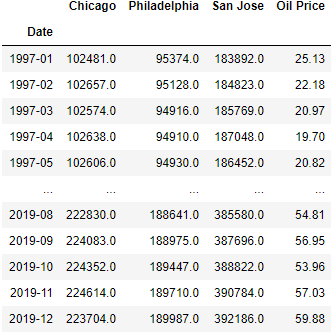 Chicago Philadelphia San Jose Oil Price
Date
1997-01 102481.0 95374.0 183892.0 25.13
1997-02 102657.0 95128.0 184823.0 22.18
1997-03 102574.0 94916.0 185769.0 20.97
1997-04 102638.0 94910.0 187048.0 19.70
1997-05 102606.0 94930.0 186452.0 20.82
... ... ... ... ...
2019-08 222830.0 188641.0 385580.0 54.81
2019-09 224083.0 188975.0 387696.0 56.95
2019-10 224352.0 189447.0 388822.0 53.96
2019-11 224614.0 189710.0 390784.0 57.03
2019-12 223704.0 189987.0 392186.0 59.88